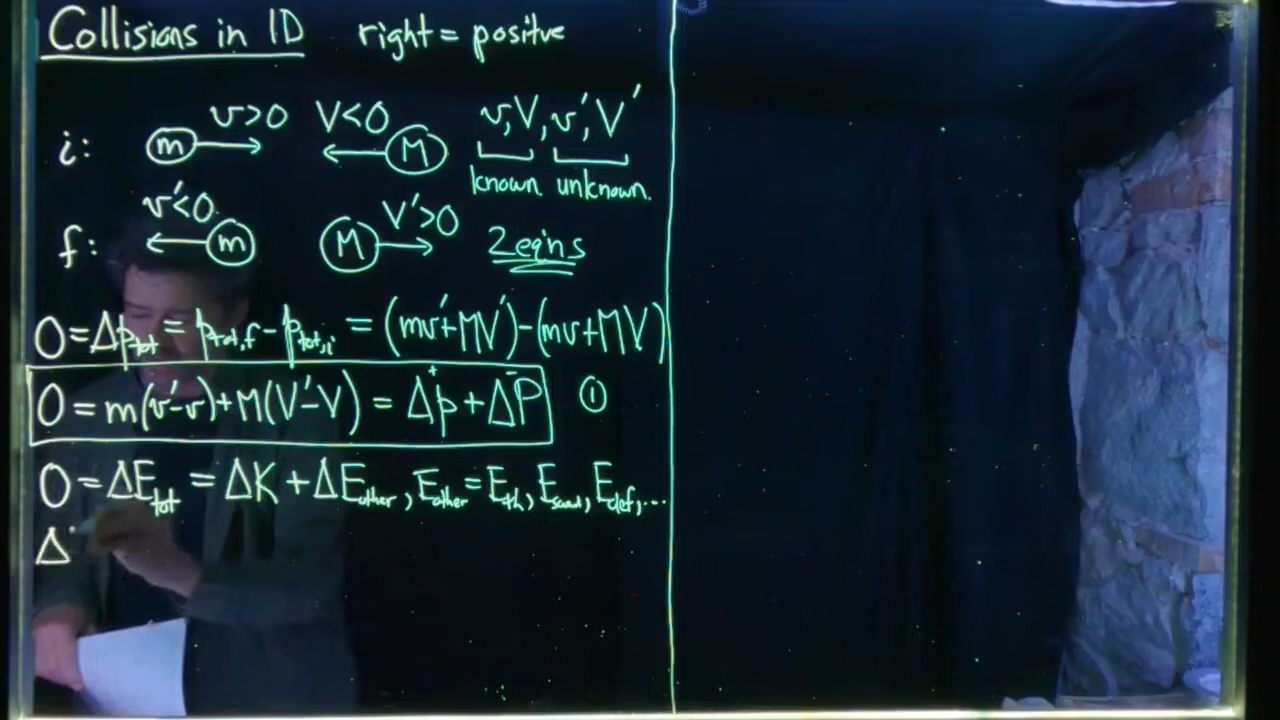 Collisions in 1D right = positve
v>0 V<0 v, V, v', V'
i: m M
known. unknown.
v'<0 V'>0
f: m M 2 eqns
0 = Δp_tot = p_tot,f - p_tot,i = (mv'+MV')-(mv+MV)
0 = m(v'-v)+M(V'-V) = Δp+ΔP ①
+ -
0 = ΔE_tot = ΔK + ΔE_other, E_other = E_th, E_sound, E_def, ...
Δ